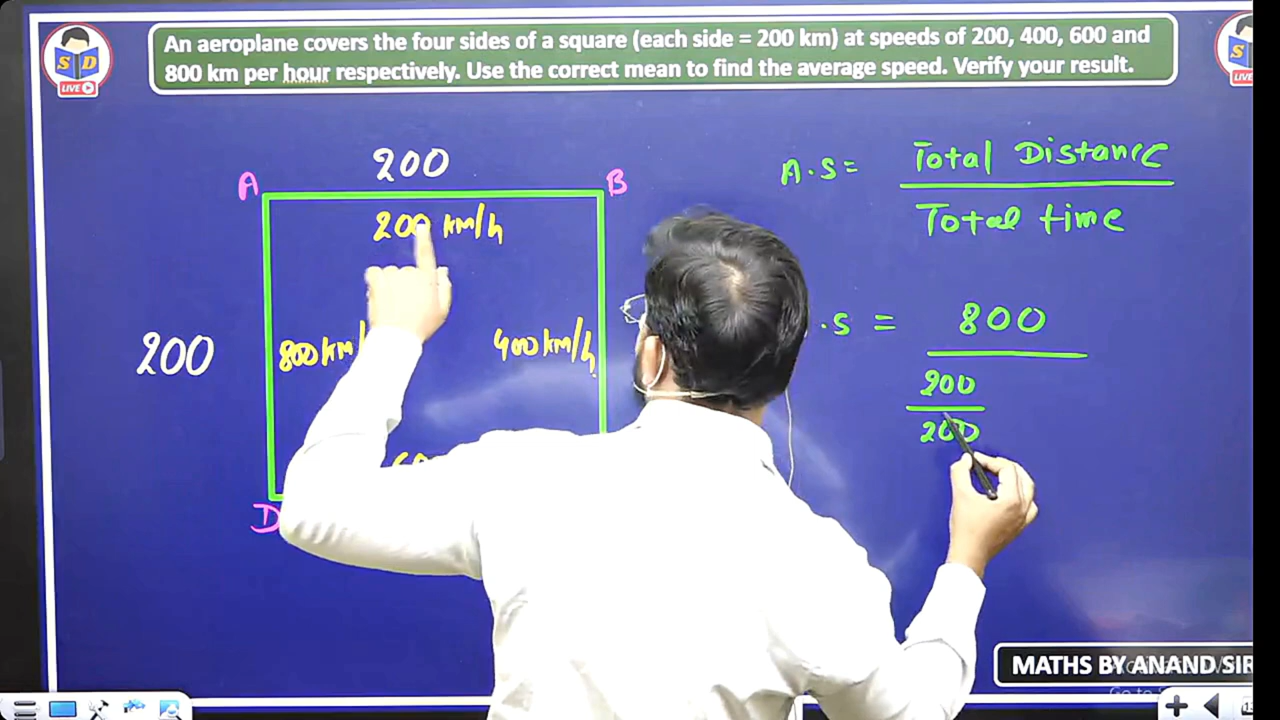 An aeroplane covers the four sides of a square (each side = 200 km) at speeds of 200, 400, 600 and
800 km per hour respectively. Use the correct mean to find the average speed. Verify your result.
S D
LIVE
S
LIVE
200
A
B
200 km/h
A.S = Total Distance
Total time
200
800 km/
400 km/h
.S = 800
200
200
D
MATHS BY ANAND SIR